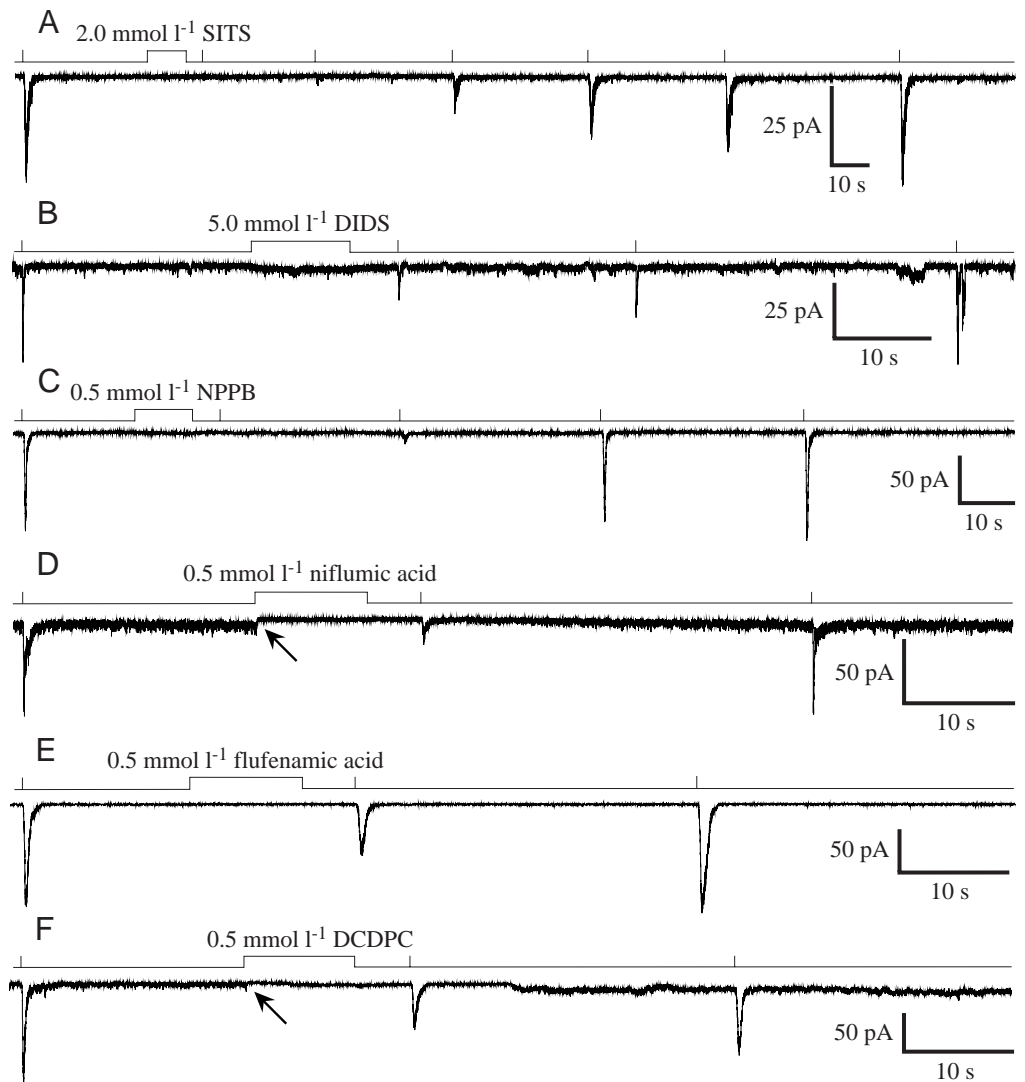 A
2.0 mmol l-1 SITS
25 pA
10 s
B
5.0 mmol l-1 DIDS
25 pA
10 s
C
0.5 mmol l-1 NPPB
50 pA
10 s
D
0.5 mmol l-1 niflumic acid
50 pA
10 s
E
0.5 mmol l-1 flufenamic acid
50 pA
10 s
F
0.5 mmol l-1 DCDPC
50 pA
10 s